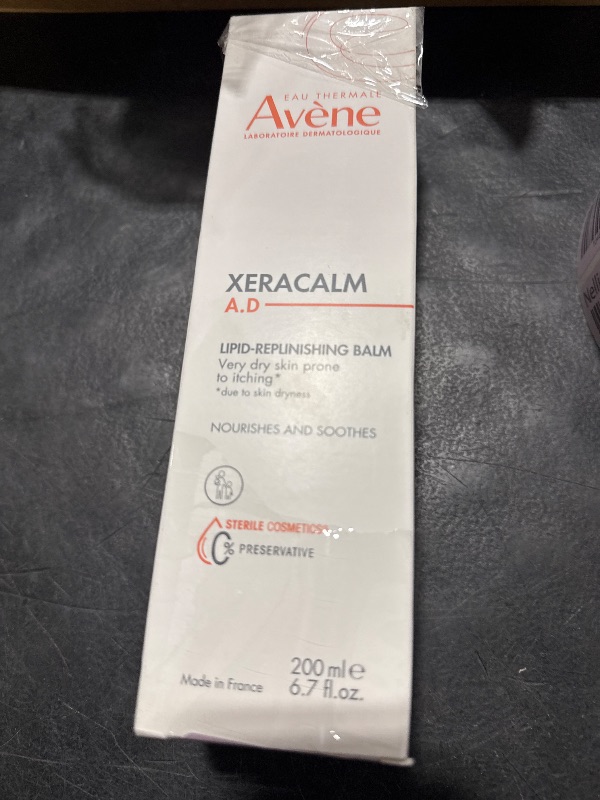 EAU THERMALE
Avène
LABORATOIRE DERMATOLOGIQUE
XERACALM
A.D
LIPID-REPLINISHING BALM
Very dry skin prone
to itching*
*due to skin dryness
NOURISHES AND SOOTHES
STERILE COSMETICS
0% PRESERVATIVE
Made in France
200 ml e
6.7 fl.oz.